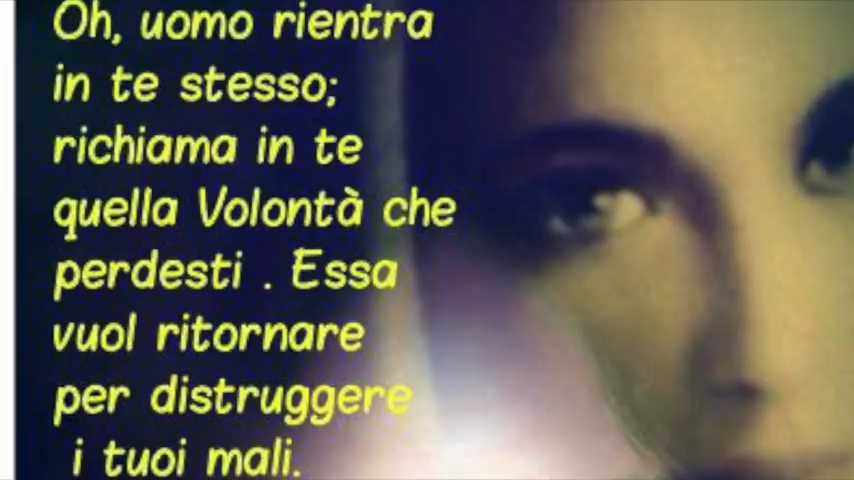 Oh, uomo rientra
in te stesso;
richiama in te
quella Volontà che
perdesti . Essa
vuol ritornare
per distruggere
i tuoi mali.